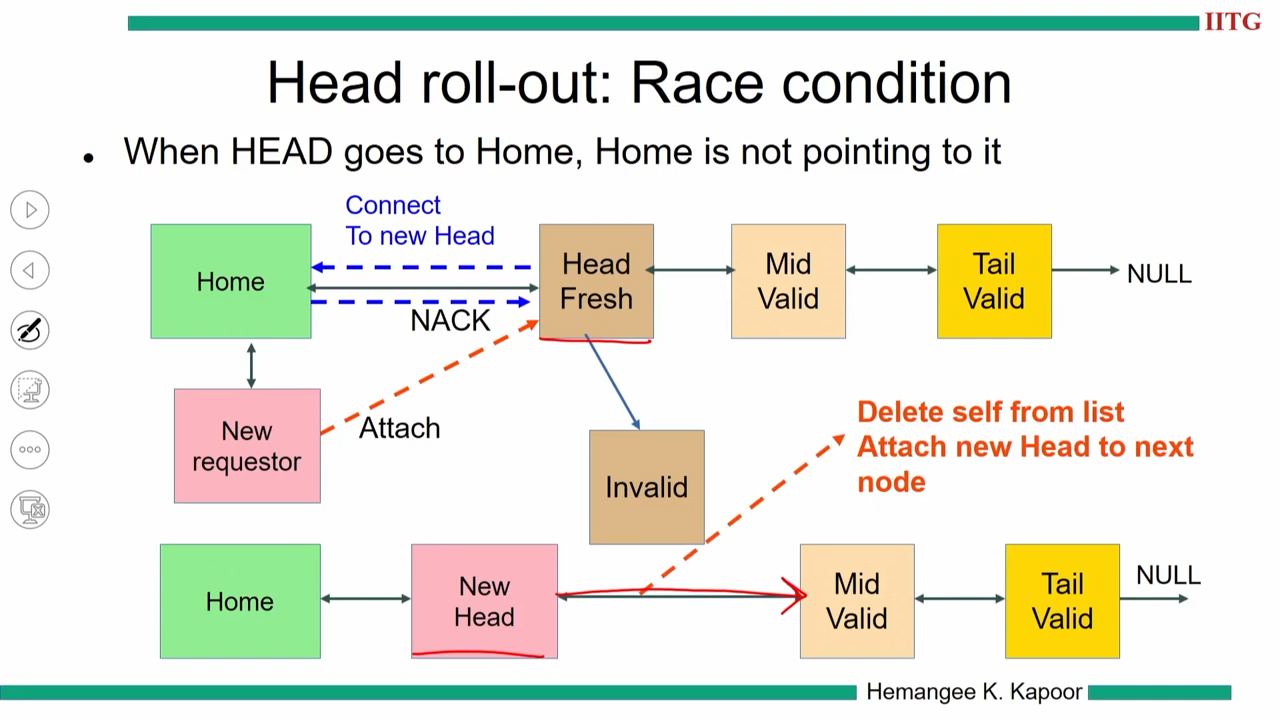 IITG
Head roll-out: Race condition
• When HEAD goes to Home, Home is not pointing to it
Connect
To new Head
Home
Head
Fresh
Mid
Valid
Tail
Valid
NULL
NACK
New
requestor
Attach
Delete self from list
Attach new Head to next
node
Invalid
Home
New
Head
Mid
Valid
Tail
Valid
NULL
Hemangee K. Kapoor